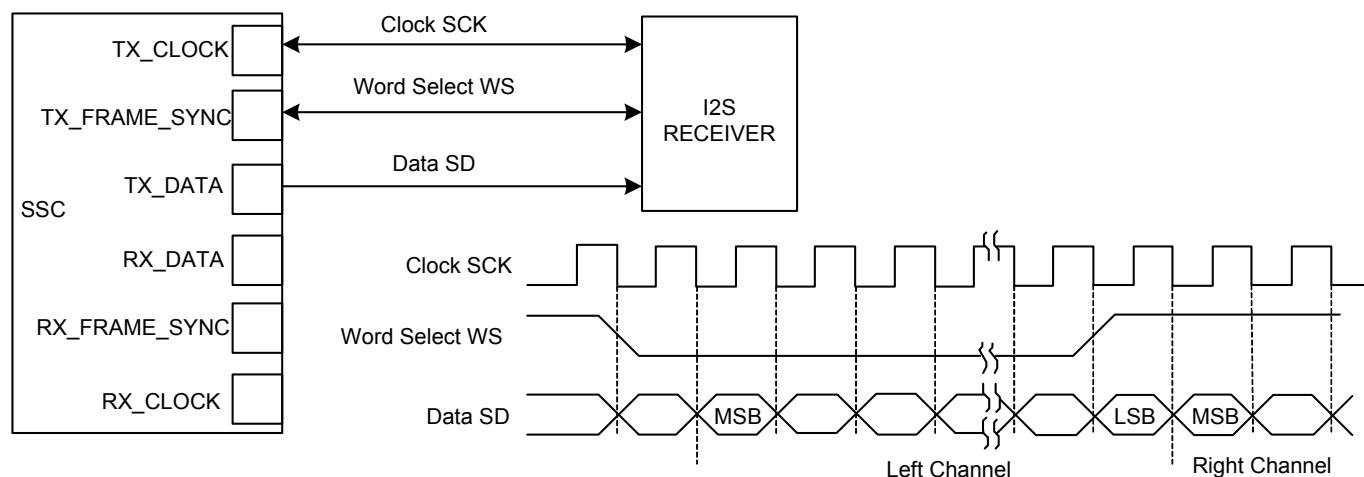 Clock SCK
TX_CLOCK
Word Select WS
TX_FRAME_SYNC
I2S
RECEIVER
Data SD
TX_DATA
SSC
RX_DATA
RX_FRAME_SYNC
RX_CLOCK
Clock SCK
Word Select WS
Data SD
MSB
LSB
MSB
Left Channel
Right Channel